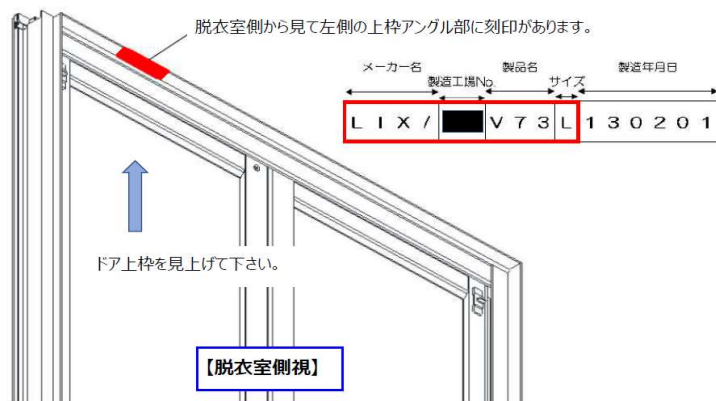 脱衣室側から見て左側の上枠アングル部に刻印があります。
メーカー名
製造工場No.
製品名
サイズ
製造年月日
LIX/ V73L130201
ドア上枠を見上げて下さい。
【脱衣室側視】